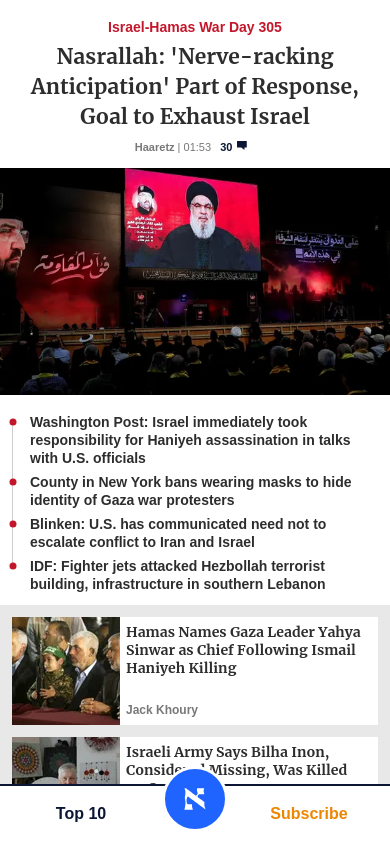 Israel-Hamas War Day 305
Nasrallah: 'Nerve-racking
Anticipation' Part of Response,
Goal to Exhaust Israel
Haaretz | 01:53 30
فؤاد المقاومة
Washington Post: Israel immediately took
responsibility for Haniyeh assassination in talks
with U.S. officials
County in New York bans wearing masks to hide
identity of Gaza war protesters
Blinken: U.S. has communicated need not to
escalate conflict to Iran and Israel
IDF: Fighter jets attacked Hezbollah terrorist
building, infrastructure in southern Lebanon
Hamas Names Gaza Leader Yahya
Sinwar as Chief Following Ismail
Haniyeh Killing
Jack Khoury
Israeli Army Says Bilha Inon,
Missing, Was Killed
Top 10
Subscribe